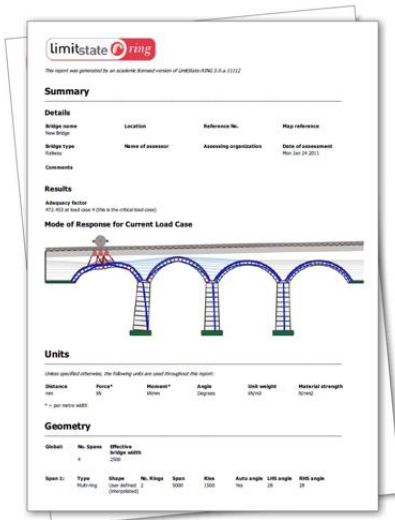 limitstate ring
This report was generated by an academic licensed version of LimitState:RING 3.0.a.11112
Summary
Details
Bridge name Location Reference No. Map reference
New Bridge
Bridge type Name of assessor Assessing organization Date of assessment
Railway Mon Jan 24 2011
Comments
Results
Adequacy factor
472.453 at load case 4 (this is the critical load case)
Mode of Response for Current Load Case
Units
Unless specified otherwise, the following units are used throughout this report:
Distance Force* Moment* Angle Unit weight Material strength
mm kN kNmm Degrees kN/m3 N/mm2
* = per metre width
Geometry
Global: No. Spans Effective bridge width
4 2500
Span 1: Type Shape No. Rings Span Rise Auto angle LHS angle RHS angle
Multi-ring User defined 2 5000 1500 Yes 28 28
(interpolated)